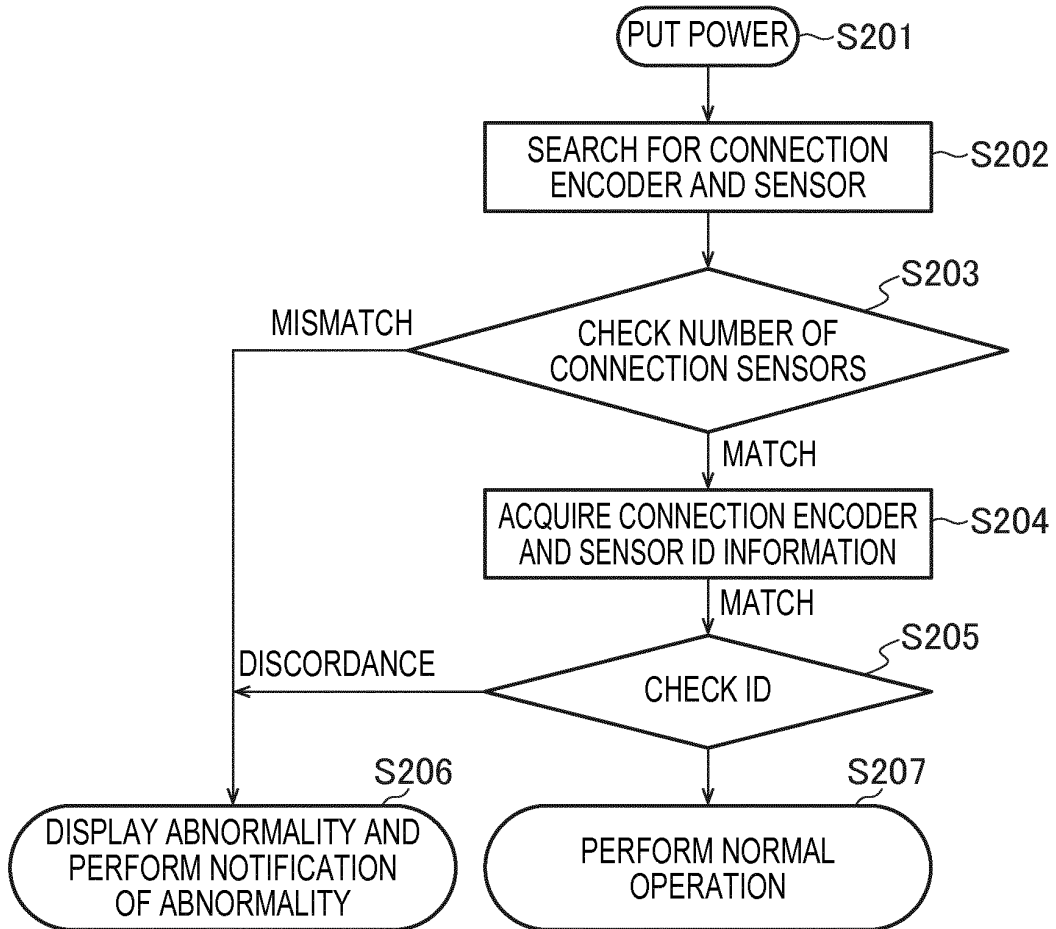 PUT POWER
S201
SEARCH FOR CONNECTION
ENCODER AND SENSOR
S202
S203
MISMATCH
CHECK NUMBER OF
CONNECTION SENSORS
MATCH
ACQUIRE CONNECTION ENCODER
AND SENSOR ID INFORMATION
S204
MATCH
S205
DISCORDANCE
CHECK ID
S206
DISPLAY ABNORMALITY AND
PERFORM NOTIFICATION
OF ABNORMALITY
S207
PERFORM NORMAL
OPERATION